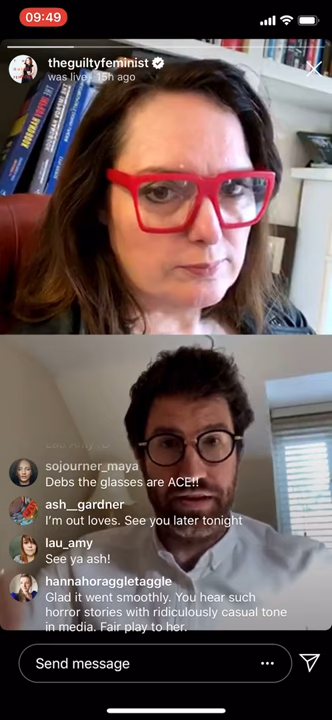 09:49
theguiltyfeminist
was live · 15h ago
sojourner_maya
Debs the glasses are ACE!!
ash__gardner
I'm out loves. See you later tonight
lau_amy
See ya ash!
hannahoraggletaggle
Glad it went smoothly. You hear such
horror stories with ridiculously casual tone
in media. Fair play to her.
Send message